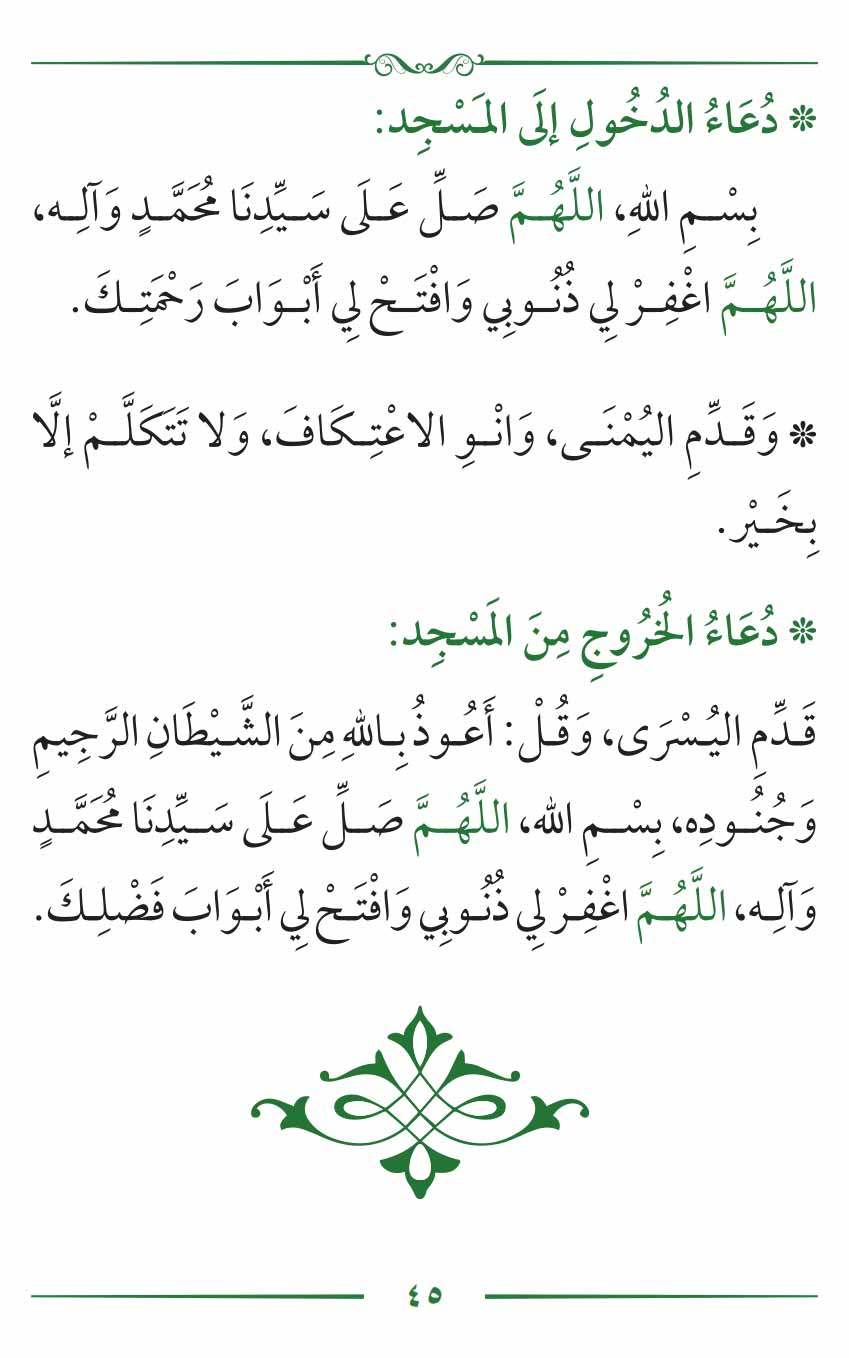 ❊ دُعَاءُ الدُخُولِ إلَى المَسْجِد:
بِسْمِ اللهِ، اللَّهُمَّ صَلِّ عَلَى سَيِّدِنَا مُحَمَّدٍ وَآلِه،
اللَّهُمَّ اغْفِرْ لِي ذُنُوبِي وَافْتَحْ لِي أَبْوَابَ رَحْمَتِكَ.
❊ وَقَدِّمِ اليُمْنَى، وَانْوِ الاعْتِكَافَ، وَلا تَتَكَلَّمْ إلَّا
بِخَيْر.
❊ دُعَاءُ الخُرُوجِ مِنَ المَسْجِد:
قَدِّمِ اليُسْرَى، وَقُلْ: أَعُوذُ بِاللهِ مِنَ الشَّيْطَانِ الرَّجِيمِ
وَجُنُودِه، بِسْمِ الله، اللَّهُمَّ صَلِّ عَلَى سَيِّدِنَا مُحَمَّدٍ
وَآلِه، اللَّهُمَّ اغْفِرْ لِي ذُنُوبِي وَافْتَحْ لِي أَبْوَابَ فَضْلِكَ.
٤٥